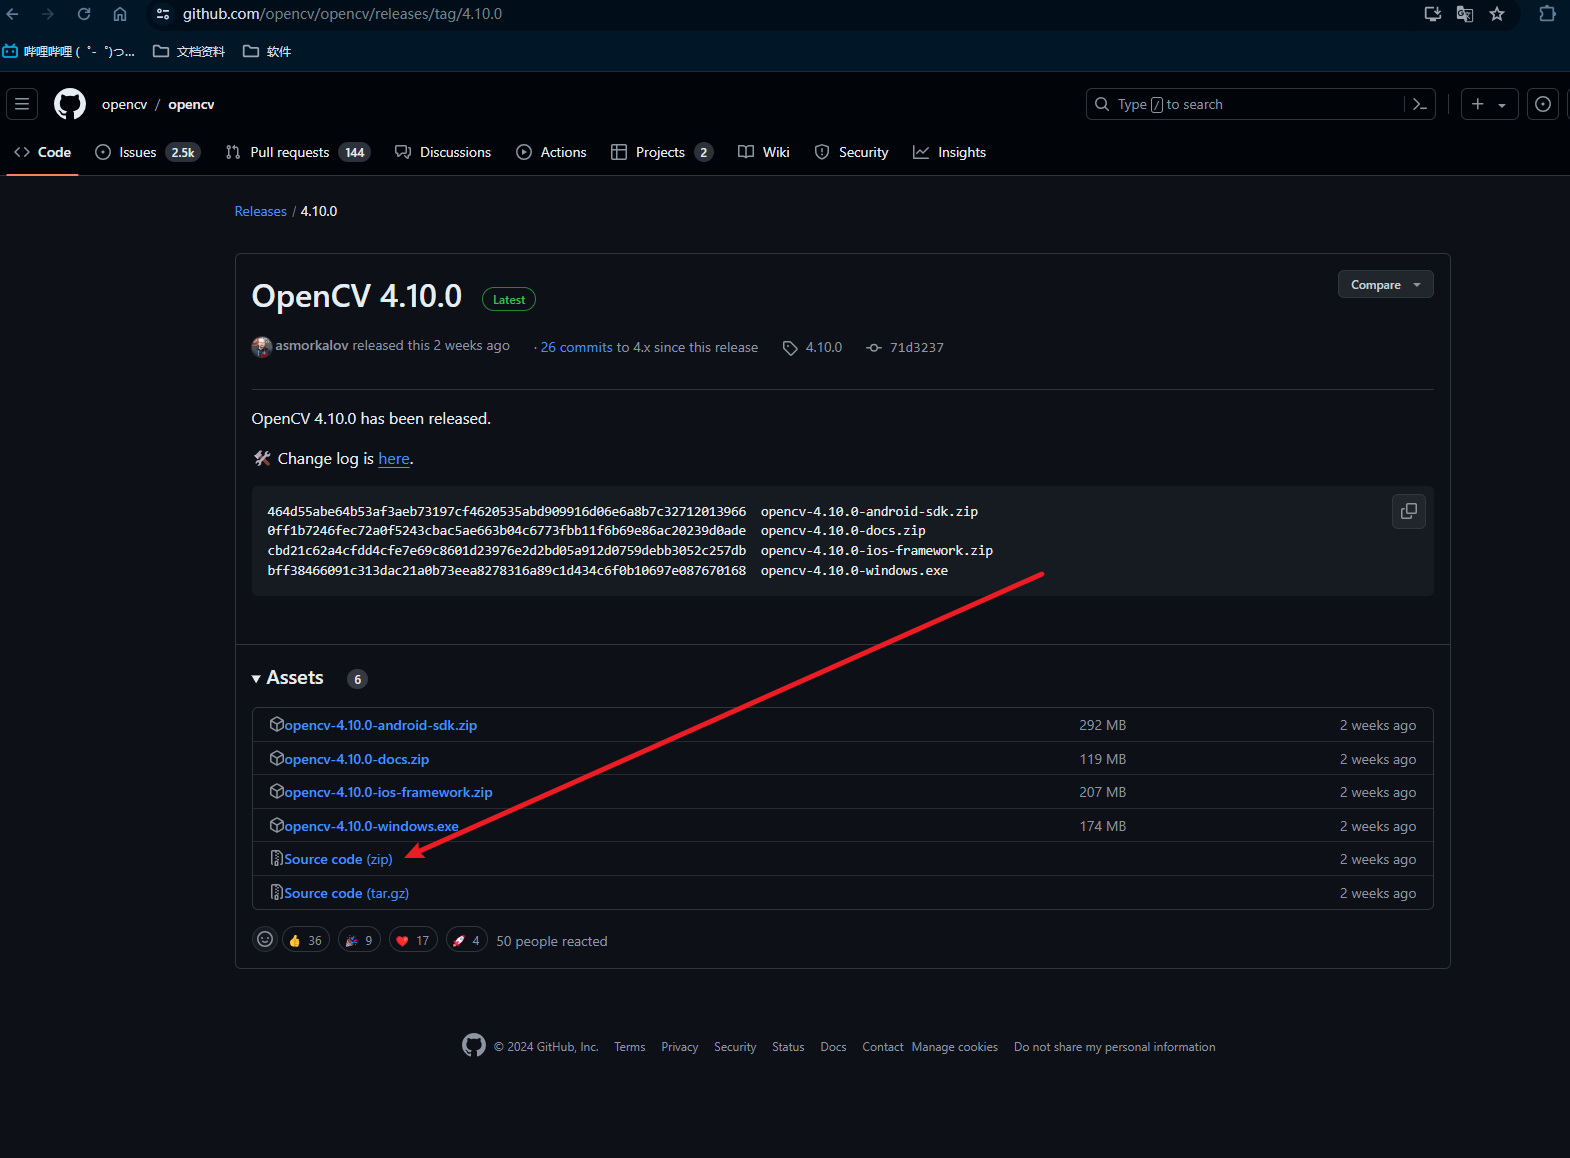 github.com/opencv/opencv/releases/tag/4.10.0
哔哩哔哩 ( ゜- ゜)つ... 文档资料 软件
opencv / opencv Type / to search
Code Issues 2.5k Pull requests 144 Discussions Actions Projects 2 Wiki Security Insights
Releases / 4.10.0
OpenCV 4.10.0 Latest Compare
asmorkalov released this 2 weeks ago · 26 commits to 4.x since this release 4.10.0 71d3237
OpenCV 4.10.0 has been released.
🛠 Change log is here.
464d55abe64b53af3aeb73197cf4620535abd909916d06e6a8b7c32712013966 opencv-4.10.0-android-sdk.zip
0ff1b7246fec72a0f5243cbac5ae663b04c6773fbb11f6b69e86ac20239d0ade opencv-4.10.0-docs.zip
cbd21c62a4cfdd4cfe7e69c8601d23976e2d2bd05a912d0759debb3052c257db opencv-4.10.0-ios-framework.zip
bff38466091c313dac21a0b73eea8278316a89c1d434c6f0b10697e087670168 opencv-4.10.0-windows.exe
Assets 6
opencv-4.10.0-android-sdk.zip 292 MB 2 weeks ago
opencv-4.10.0-docs.zip 119 MB 2 weeks ago
opencv-4.10.0-ios-framework.zip 207 MB 2 weeks ago
opencv-4.10.0-windows.exe 174 MB 2 weeks ago
Source code (zip) 2 weeks ago
Source code (tar.gz) 2 weeks ago
👍 36 🎉 9 ❤️ 17 🚀 4 50 people reacted
© 2024 GitHub, Inc. Terms Privacy Security Status Docs Contact Manage cookies Do not share my personal information